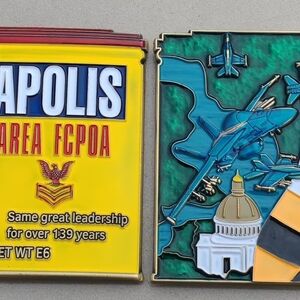 APOLIS
AREA FCPOA
Same great leadership
for over 139 years
ET WT E6